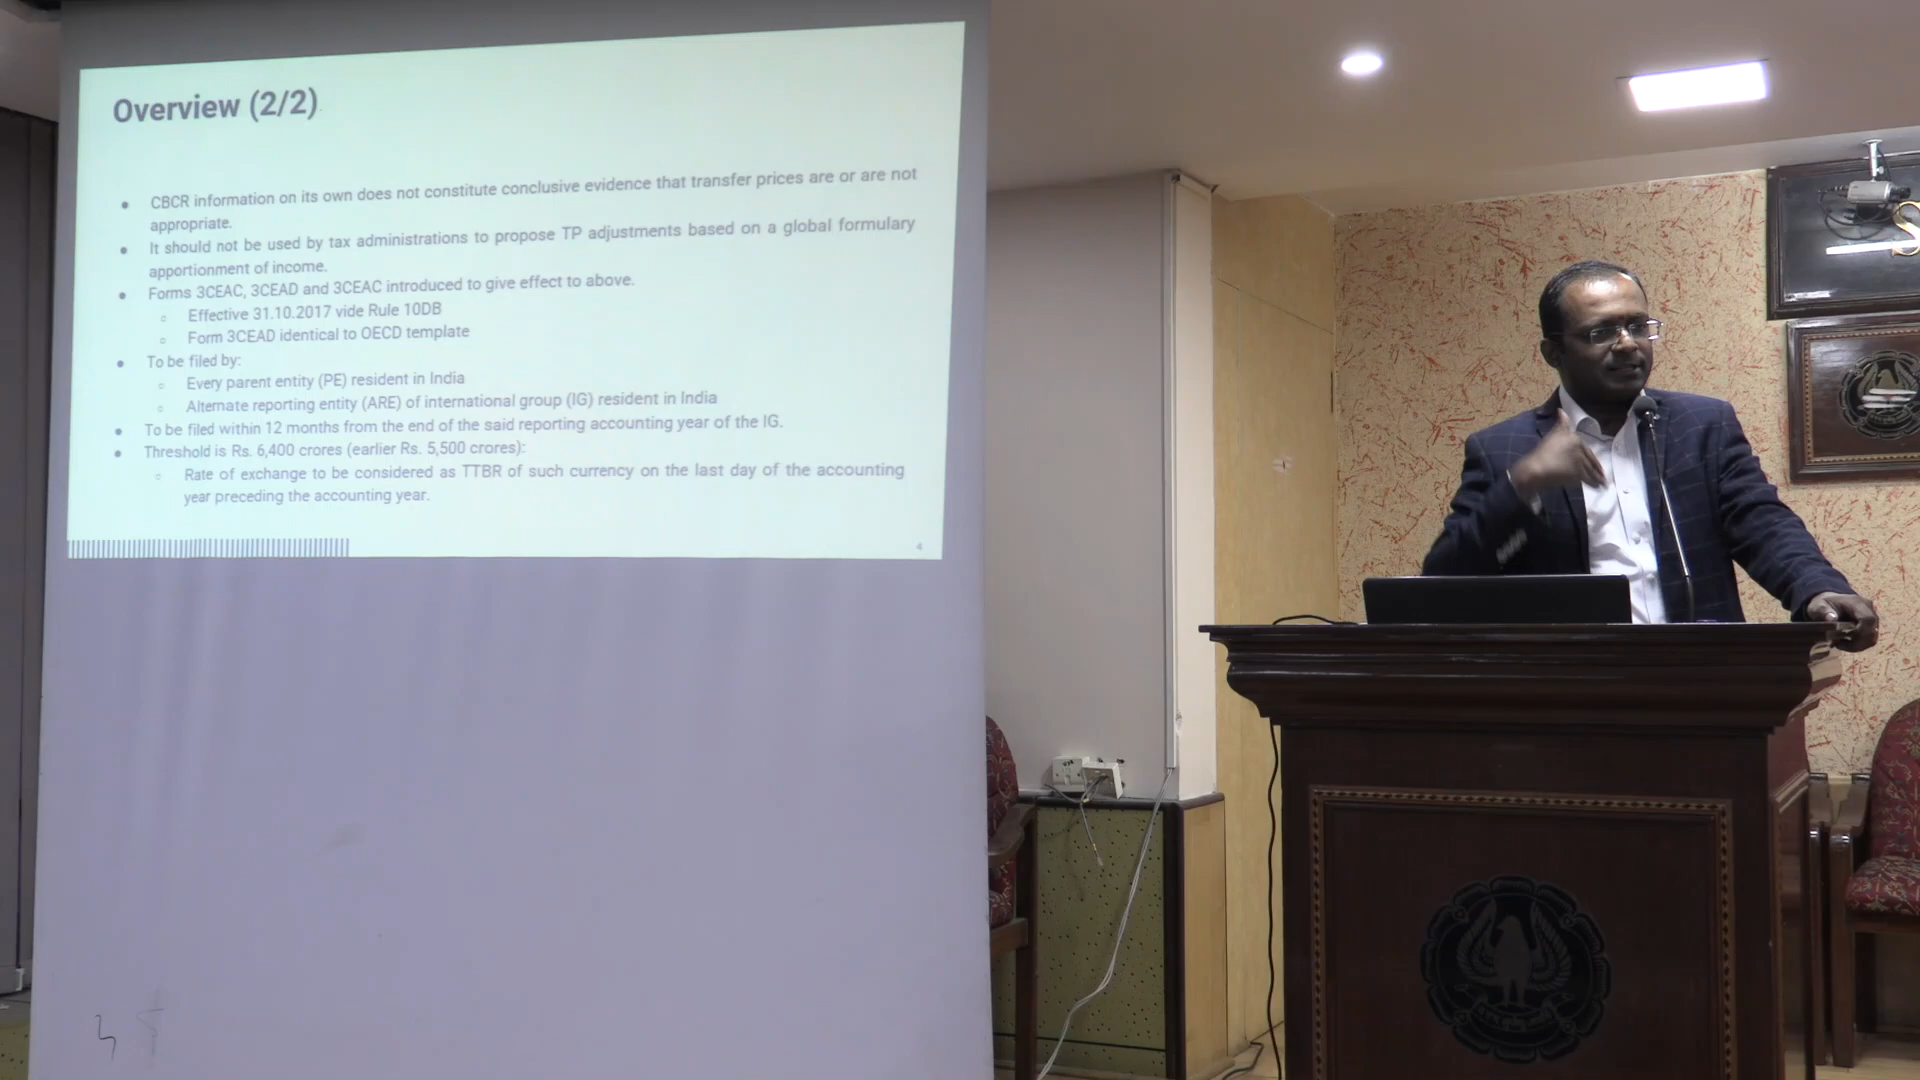 Overview (2/2)
CBCR information on its own does not constitute conclusive evidence that transfer prices are or are not
appropriate.
It should not be used by tax administrations to propose TP adjustments based on a global formulary
apportionment of income.
Forms 3CEAC, 3CEAD and 3CEAC introduced to give effect to above.
Effective 31.10.2017 vide Rule 10DB
Form 3CEAD identical to OECD template
To be filed by:
Every parent entity (PE) resident in India
Alternate reporting entity (ARE) of international group (IG) resident in India
To be filed within 12 months from the end of the said reporting accounting year of the IG.
Threshold is Rs. 6,400 crores (earlier Rs. 5,500 crores):
Rate of exchange to be considered as TTBR of such currency on the last day of the accounting
year preceding the accounting year.
4